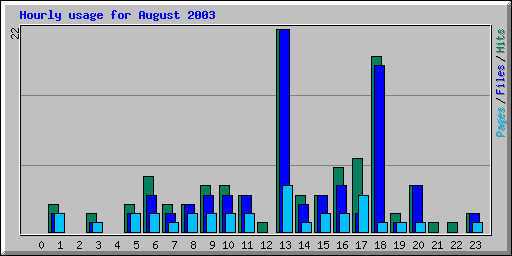 Hourly usage for August 2003
22
Pages/Files/Hits
0 1 2 3 4 5 6 7 8 9 10 11 12 13 14 15 16 17 18 19 20 21 22 23